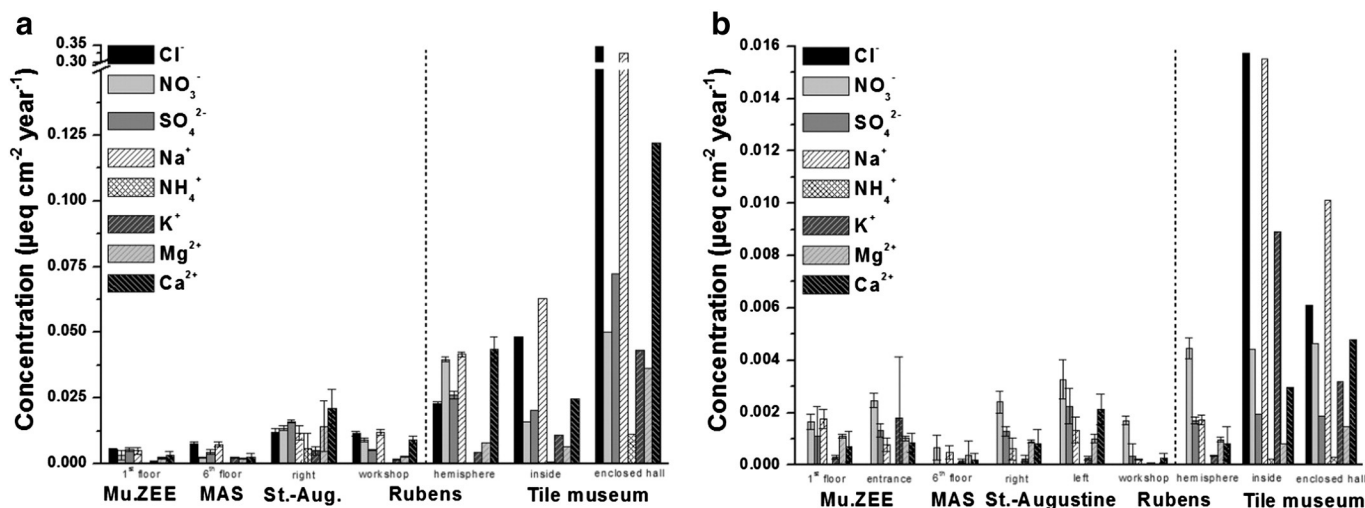 a
Concentration (µeq cm⁻² year⁻¹)
0.35
0.30
0.125
0.100
0.075
0.050
0.025
0.000
Cl⁻
NO₃⁻
SO₄²⁻
Na⁺
NH₄⁺
K⁺
Mg²⁺
Ca²⁺
1ˢᵗ floor 6ᵗʰ floor right workshop hemisphere inside enclosed hall
Mu.ZEE MAS St.-Aug. Rubens Tile museum
b
Concentration (µeq cm⁻² year⁻¹)
0.016
0.014
0.012
0.010
0.008
0.006
0.004
0.002
0.000
Cl⁻
NO₃⁻
SO₄²⁻
Na⁺
NH₄⁺
K⁺
Mg²⁺
Ca²⁺
1ˢᵗ floor entrance 6ᵗʰ floor right left workshop hemisphere inside enclosed hall
Mu.ZEE MAS St.-Augustine Rubens Tile museum